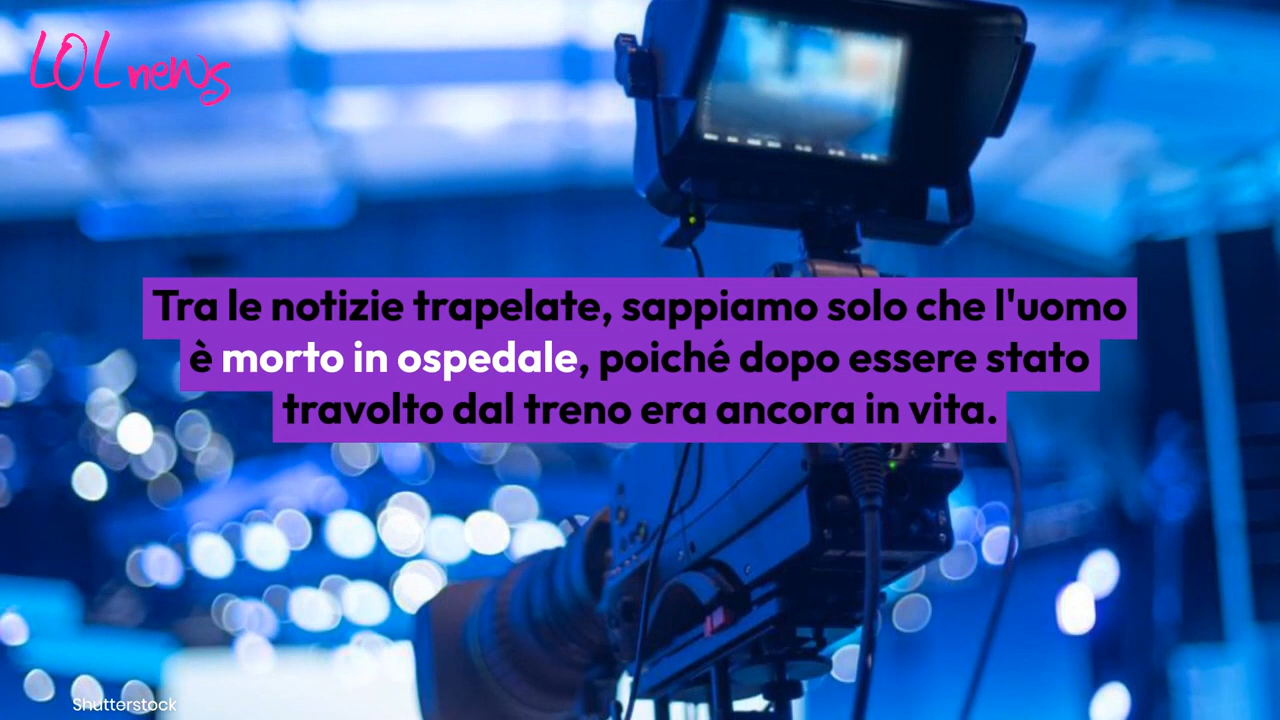 LOL news
Tra le notizie trapelate, sappiamo solo che l'uomo
è morto in ospedale, poiché dopo essere stato
travolto dal treno era ancora in vita.
Shutterstock